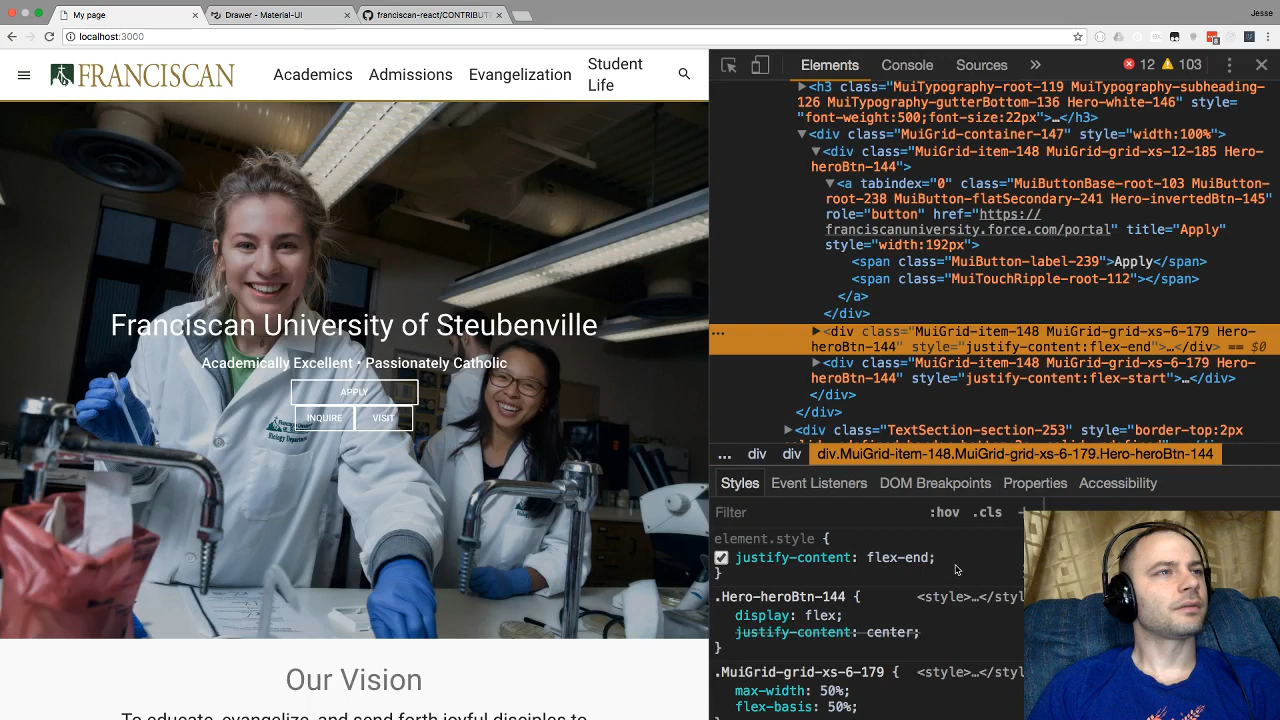 My page
Drawer - Material-UI
franciscan-react/CONTRIBUT
Jesse
localhost:3000
FRANCISCAN
Academics
Admissions
Evangelization
Student
Life
Franciscan University of Steubenville
Academically Excellent • Passionately Catholic
APPLY
INQUIRE
VISIT
Our Vision
To educate, evangelize, and send forth joyful disciples to
Elements
Console
Sources
»
12
103
▶<h3 class="MuiTypography-root-119 MuiTypography-subheading-
126 MuiTypography-gutterBottom-136 Hero-white-146" style=
"font-weight:500;font-size:22px">…</h3>
▼<div class="MuiGrid-container-147" style="width:100%">
▼<div class="MuiGrid-item-148 MuiGrid-grid-xs-12-185 Hero-
heroBtn-144">
▼<a tabindex="0" class="MuiButtonBase-root-103 MuiButton-
root-238 MuiButton-flatSecondary-241 Hero-invertedBtn-145"
role="button" href="https://
franciscanuniversity.force.com/portal" title="Apply"
style="width:192px">
<span class="MuiButton-label-239">Apply</span>
<span class="MuiTouchRipple-root-112"></span>
</a>
</div>
… ▶<div class="MuiGrid-item-148 MuiGrid-grid-xs-6-179 Hero-
heroBtn-144" style="justify-content:flex-end">…</div> == $0
▶<div class="MuiGrid-item-148 MuiGrid-grid-xs-6-179 Hero-
heroBtn-144" style="justify-content:flex-start">…</div>
</div>
</div>
▶<div class="TextSection-section-253" style="border-top:2px
… div div div.MuiGrid-item-148.MuiGrid-grid-xs-6-179.Hero-heroBtn-144
Styles
Event Listeners
DOM Breakpoints
Properties
Accessibility
Filter
:hov .cls
element.style {
justify-content: flex-end;
}
.Hero-heroBtn-144 { <style>…</styl
display: flex;
justify-content: center;
}
.MuiGrid-grid-xs-6-179 { <style>…</styl
max-width: 50%;
flex-basis: 50%;